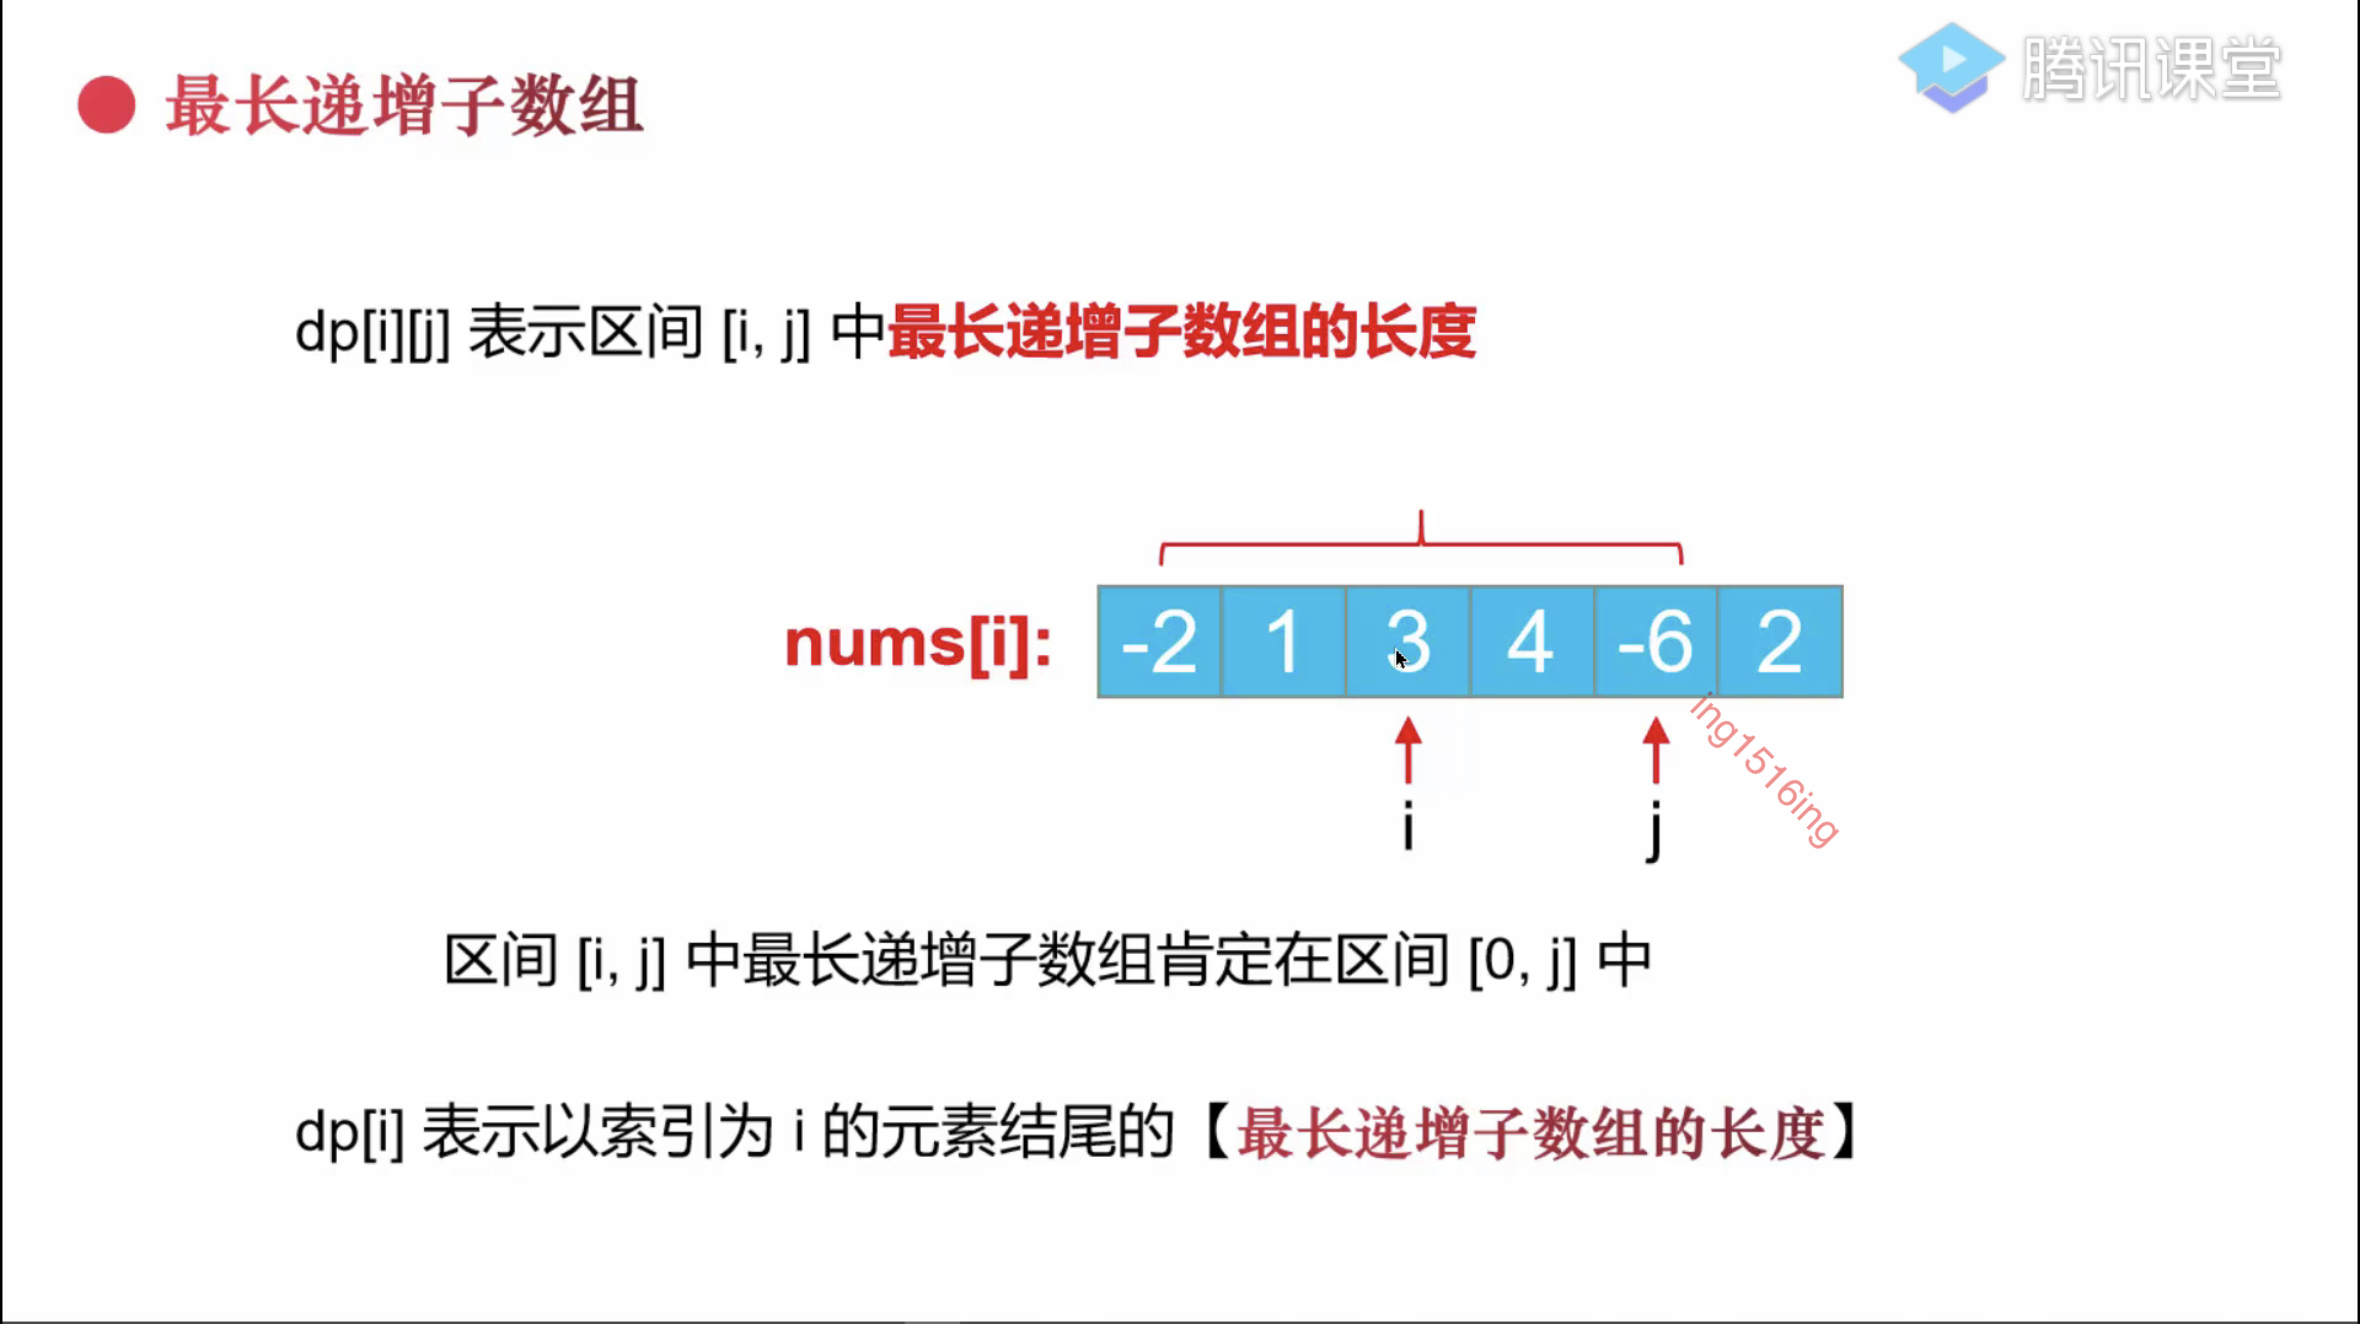 最长递增子数组
腾讯课堂
dp[i][j] 表示区间 [i, j] 中最长递增子数组的长度
nums[i]: -2 1 3 4 -6 2
i j
ing1516ing
区间 [i, j] 中最长递增子数组肯定在区间 [0, j] 中
dp[i] 表示以索引为 i 的元素结尾的【最长递增子数组的长度】